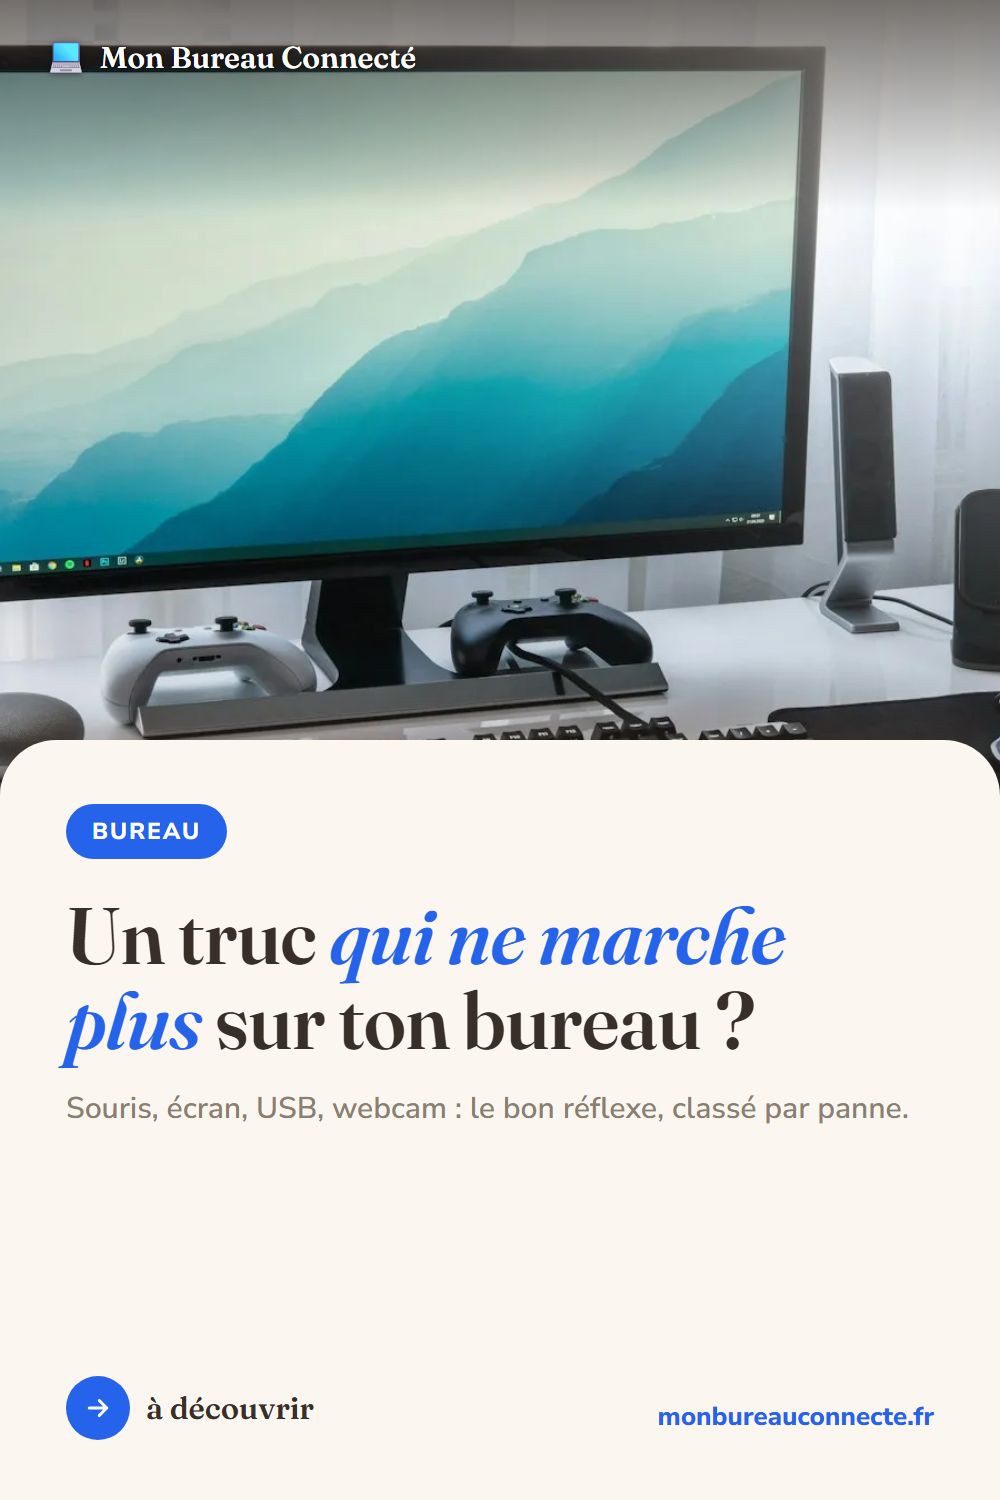 Mon Bureau Connecté
BUREAU
Un truc qui ne marche
plus sur ton bureau ?
Souris, écran, USB, webcam : le bon réflexe, classé par panne.
à découvrir
monbureauconnecte.fr